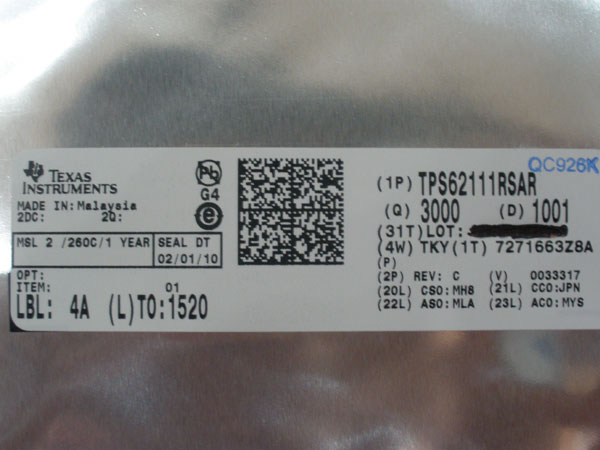 TEXAS
INSTRUMENTS
MADE IN: Malaysia
2DC: 2Q:
Pb
G4
e
MSL 2 /260C/1 YEAR
SEAL DT
02/01/10
OPT:
ITEM: 01
LBL: 4A (L)TO:1520
QC926K
(1P) TPS62111RSAR
(Q) 3000 (D) 1001
(31T)LOT:
(4W) TKY(1T) 7271663Z8A
(P)
(2P) REV: C (V) 0033317
(20L) CSO:MH8 (21L) CCO:JPN
(22L) ASO:MLA (23L) ACO:MYS